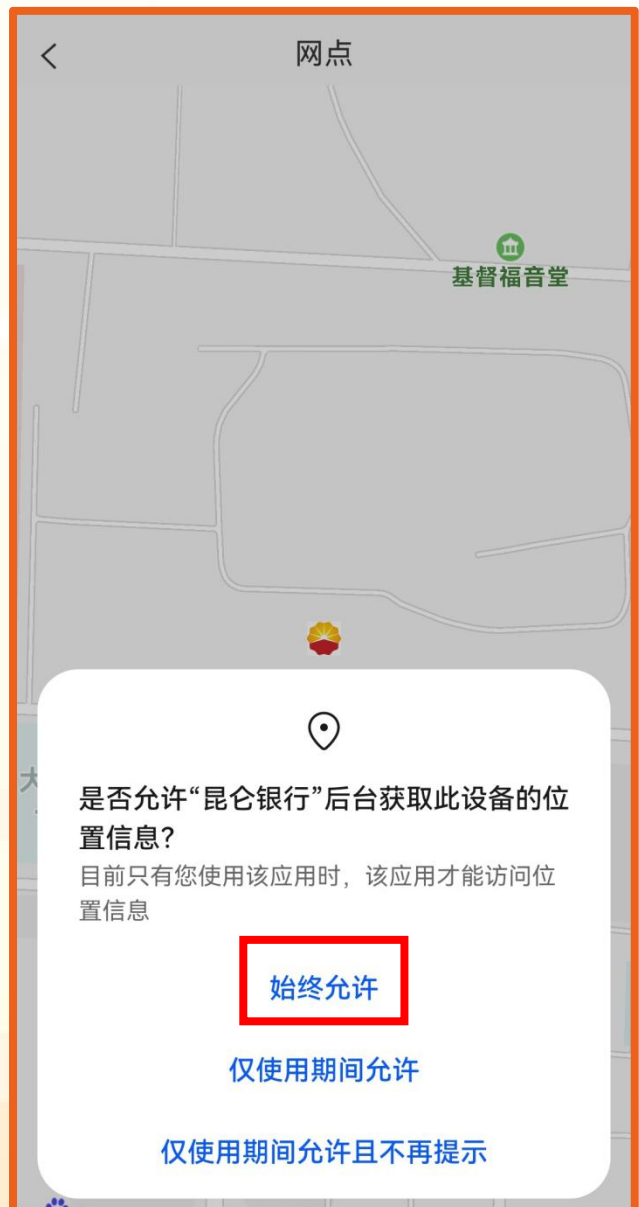 网点
基督福音堂
大
是否允许“昆仑银行”后台获取此设备的位
置信息？
目前只有您使用该应用时，该应用才能访问位
置信息
始终允许
仅使用期间允许
仅使用期间允许且不再提示